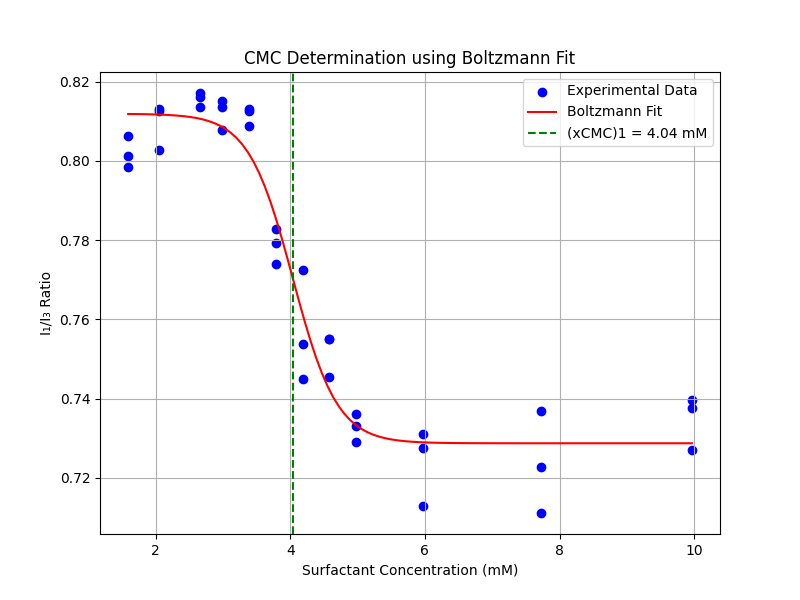 CMC Determination using Boltzmann Fit
Experimental Data
Boltzmann Fit
(xCMC)1 = 4.04 mM
0.82
0.80
0.78
0.76
0.74
0.72
I₁/I₃ Ratio
2 4 6 8 10
Surfactant Concentration (mM)